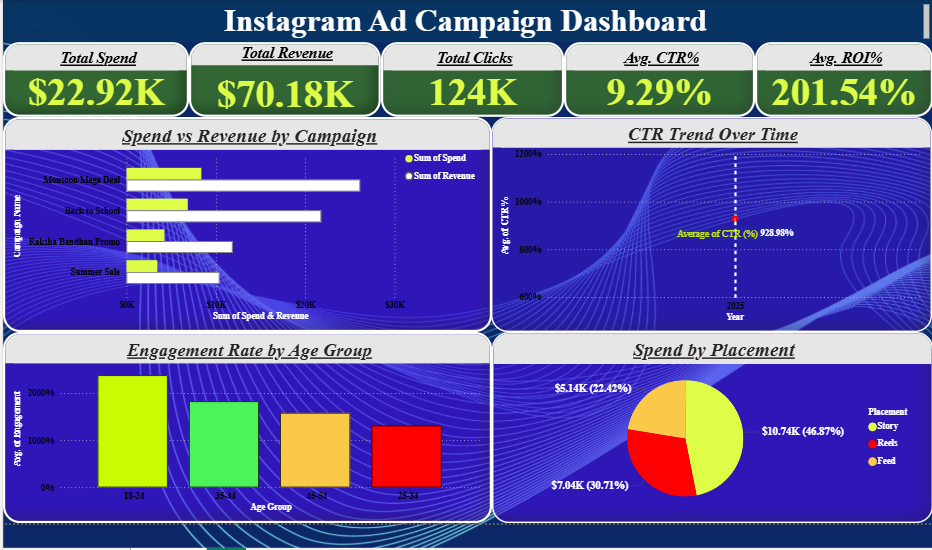 Instagram Ad Campaign Dashboard
Total Spend
$22.92K
Total Revenue
$70.18K
Total Clicks
124K
Avg. CTR%
9.29%
Avg. ROI%
201.54%
Spend vs Revenue by Campaign
Sum of Spend
Sum of Revenue
Campaign Name
Monsoon Mega Deal
Back to School
Raksha Bandhan Promo
Summer Sale
$0K
$10K
$20K
$30K
Sum of Spend & Revenue
CTR Trend Over Time
Avg. of CTR%
1200%
1000%
800%
600%
Average of CTR (%) 928.98%
2025
Year
Engagement Rate by Age Group
Avg. of Engagement
2000%
1000%
0%
18-24
35-44
45-54
25-34
Age Group
Spend by Placement
$5.14K (22.42%)
$10.74K (46.87%)
$7.04K (30.71%)
Placement
Story
Reels
Feed